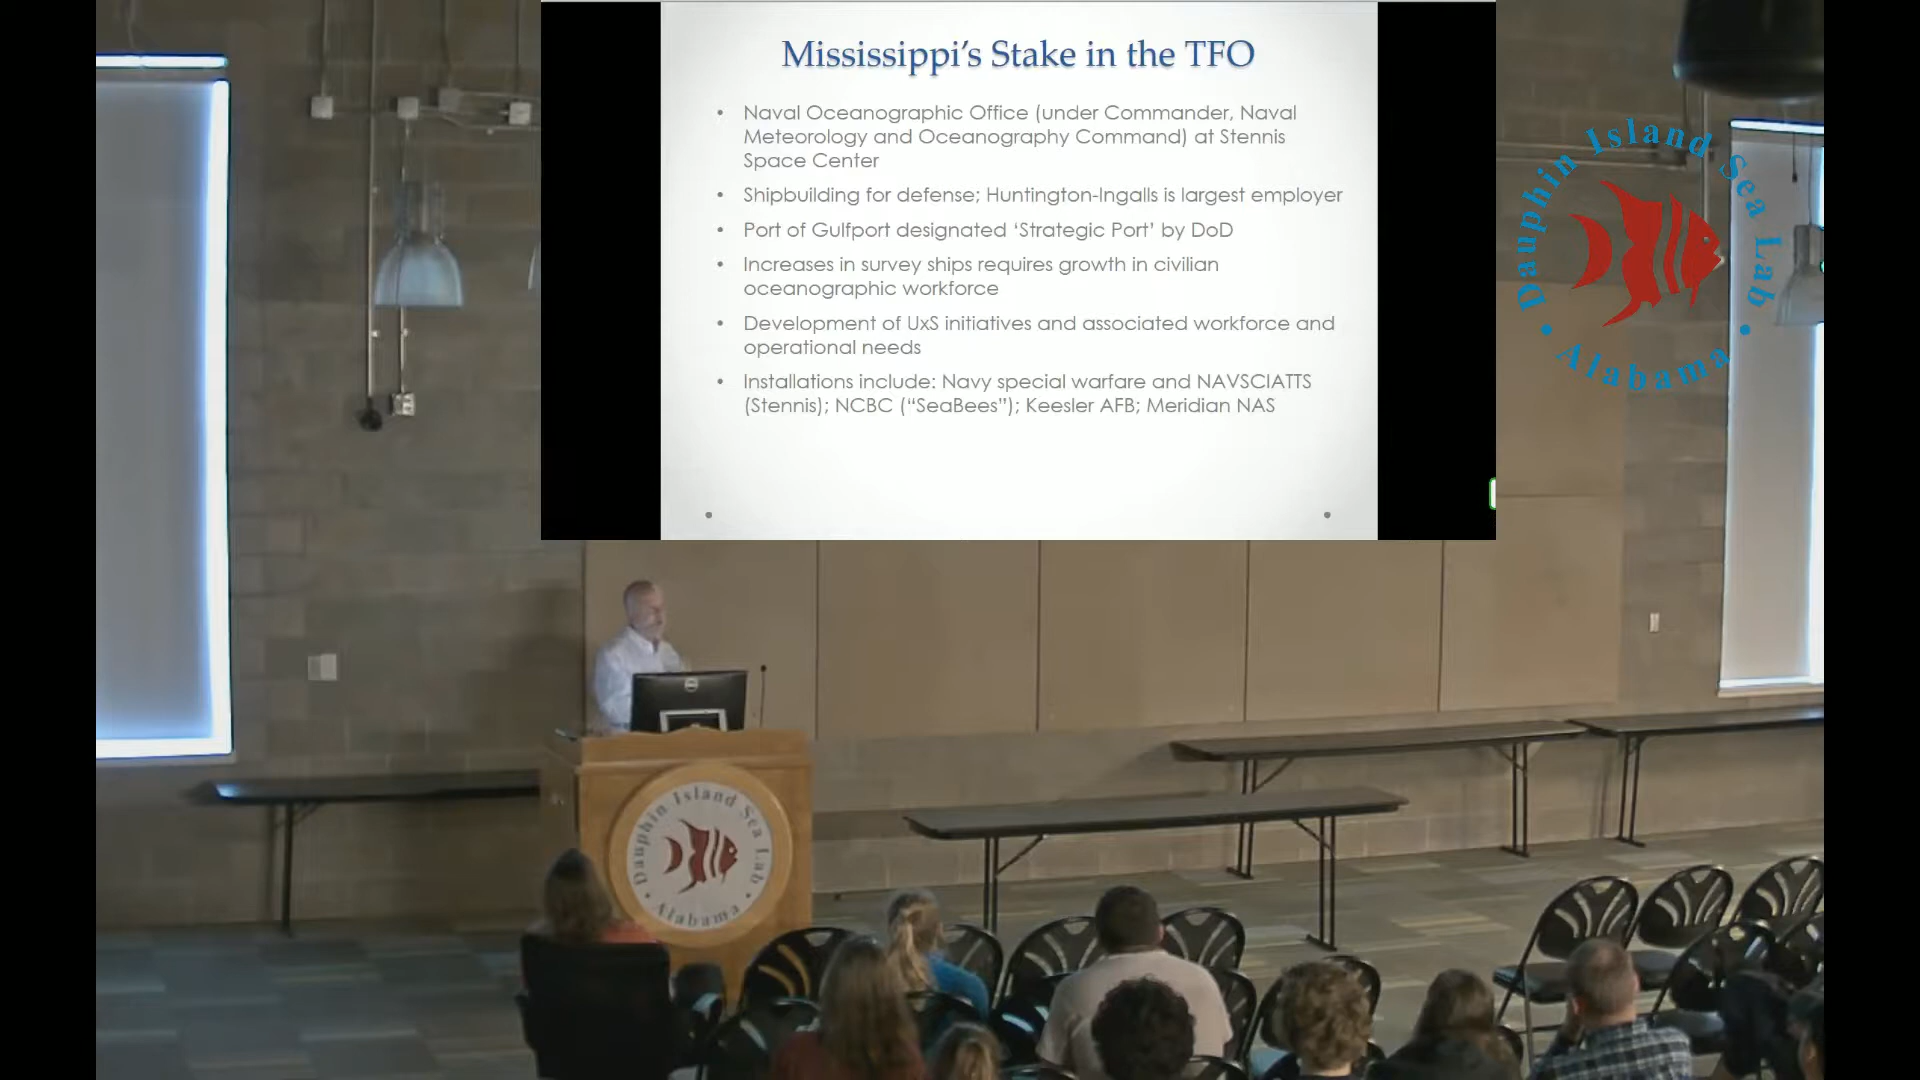 Mississippi's Stake in the TFO
• Naval Oceanographic Office (under Commander, Naval
Meteorology and Oceanography Command) at Stennis
Space Center
• Shipbuilding for defense; Huntington-Ingalls is largest employer
• Port of Gulfport designated 'Strategic Port' by DoD
• Increases in survey ships requires growth in civilian
oceanographic workforce
• Development of UxS initiatives and associated workforce and
operational needs
• Installations include: Navy special warfare and NAVSCIATTS
(Stennis); NCBC ("SeaBees"); Keesler AFB; Meridian NAS
Dauphin Island Sea Lab
• Alabama •
DELL
Dauphin Island Sea Lab
• Alabama •